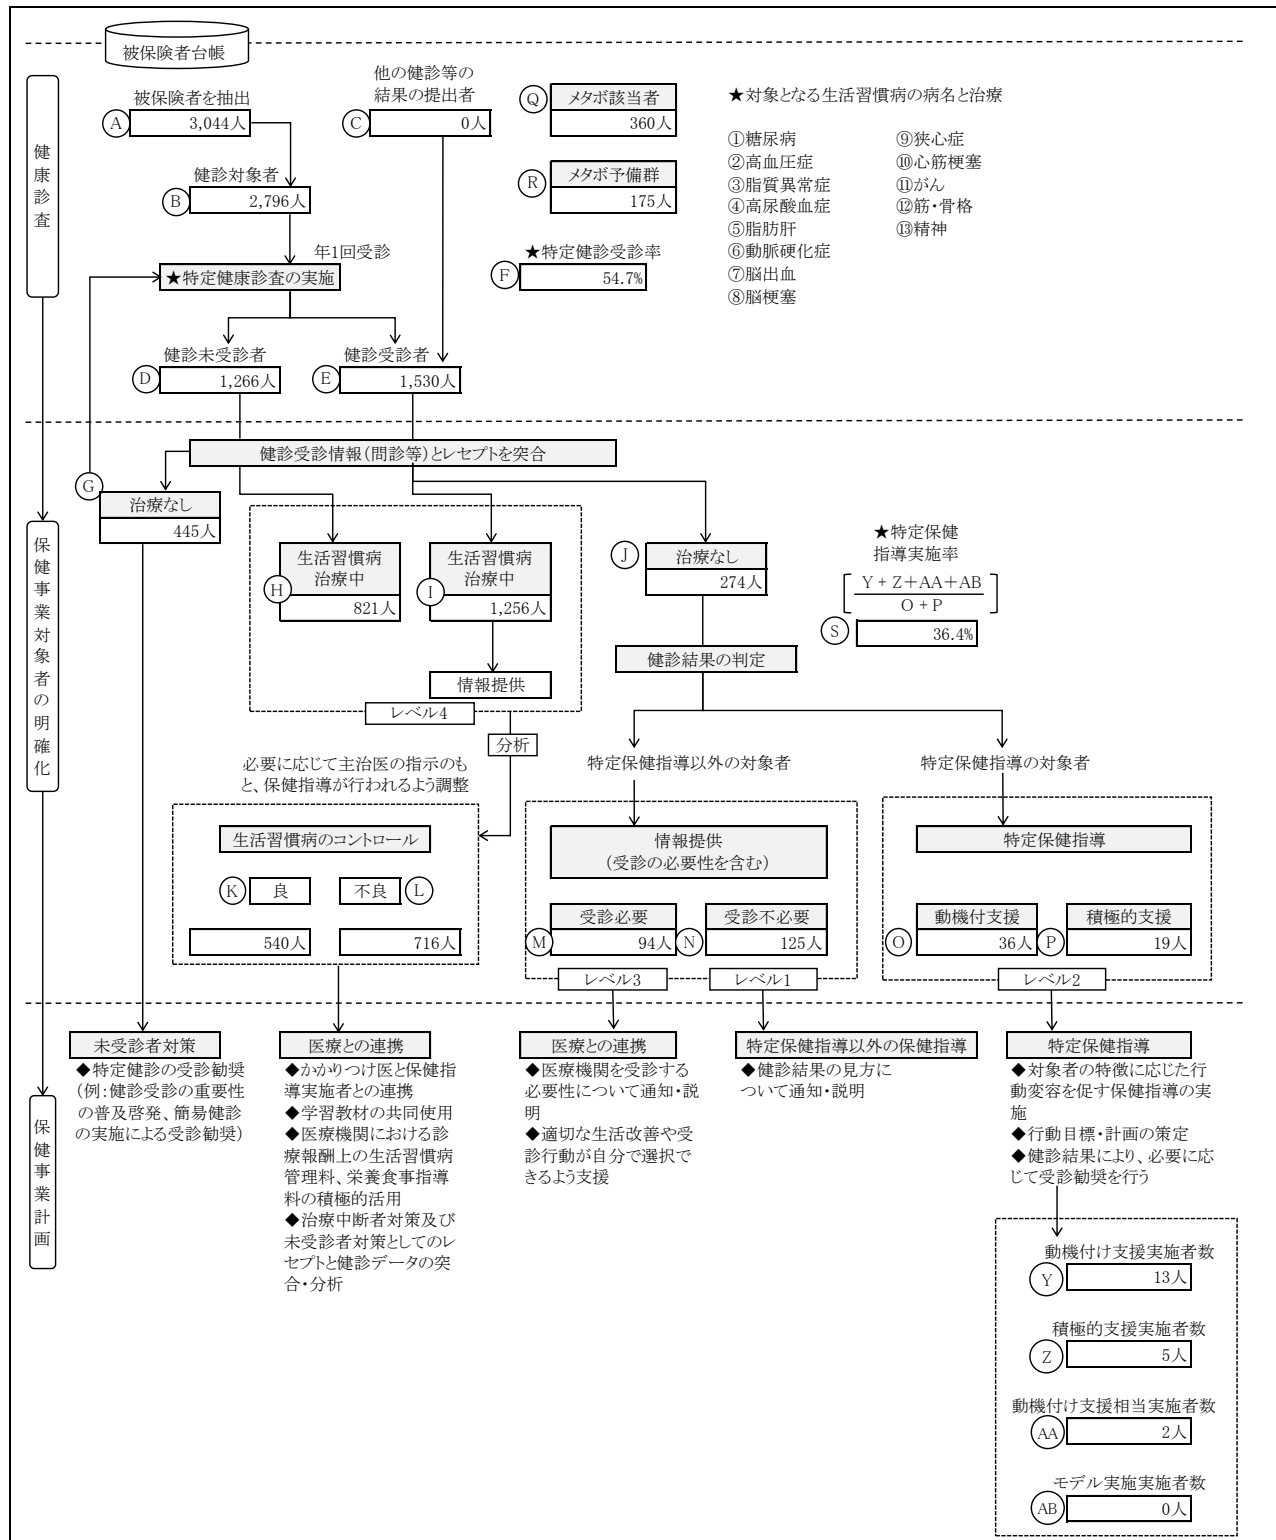 被保険者台帳
健康診査
被保険者を抽出
A
3,044人
他の健診等の
結果の提出者
C
0人
Q
メタボ該当者
360人
R
メタボ予備群
175人
健診対象者
B
2,796人
年1回受診
★特定健康診査の実施
★特定健診受診率
F
54.7%
★対象となる生活習慣病の病名と治療
①糖尿病
②高血圧症
③脂質異常症
④高尿酸血症
⑤脂肪肝
⑥動脈硬化症
⑦脳出血
⑧脳梗塞
⑨狭心症
⑩心筋梗塞
⑪がん
⑫筋・骨格
⑬精神
健診未受診者
D
1,266人
健診受診者
E
1,530人
保健事業対象者の明確化
健診受診情報(問診等)とレセプトを突合
G
治療なし
445人
生活習慣病
治療中
H
821人
生活習慣病
治療中
I
1,256人
情報提供
レベル4
分析
J
治療なし
274人
健診結果の判定
★特定保健
指導実施率
Y + Z+AA+AB
O + P
S
36.4%
必要に応じて主治医の指示のも
と、保健指導が行われるよう調整
生活習慣病のコントロール
K
良
不良
L
540人
716人
特定保健指導以外の対象者
情報提供
(受診の必要性を含む)
受診必要
M
94人
受診不必要
N
125人
レベル3
レベル1
特定保健指導の対象者
特定保健指導
動機付支援
O
36人
積極的支援
P
19人
レベル2
保健事業計画
未受診者対策
◆特定健診の受診勧奨
(例:健診受診の重要性
の普及啓発、簡易健診
の実施による受診勧奨)
医療との連携
◆かかりつけ医と保健指
導実施者との連携
◆学習教材の共同使用
◆医療機関における診
療報酬上の生活習慣病
管理料、栄養食事指導
料の積極的活用
◆治療中断者対策及び
未受診者対策としてのレ
セプトと健診データの突
合・分析
医療との連携
◆医療機関を受診する
必要性について通知・説
明
◆適切な生活改善や受
診行動が自分で選択で
きるよう支援
特定保健指導以外の保健指導
◆健診結果の見方に
ついて通知・説明
特定保健指導
◆対象者の特徴に応じた行
動変容を促す保健指導の実
施
◆行動目標・計画の策定
◆健診結果により、必要に応
じて受診勧奨を行う
動機付け支援実施者数
Y
13人
積極的支援実施者数
Z
5人
動機付け支援相当実施者数
AA
2人
モデル実施実施者数
AB
0人